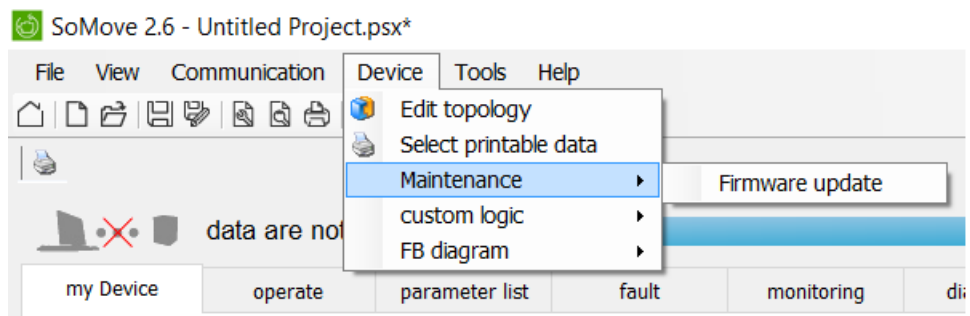 SoMove 2.6 - Untitled Project.psx*
File View Communication Device Tools Help
Edit topology
Select printable data
Maintenance
Firmware update
custom logic
data are not
FB diagram
my Device operate parameter list fault monitoring